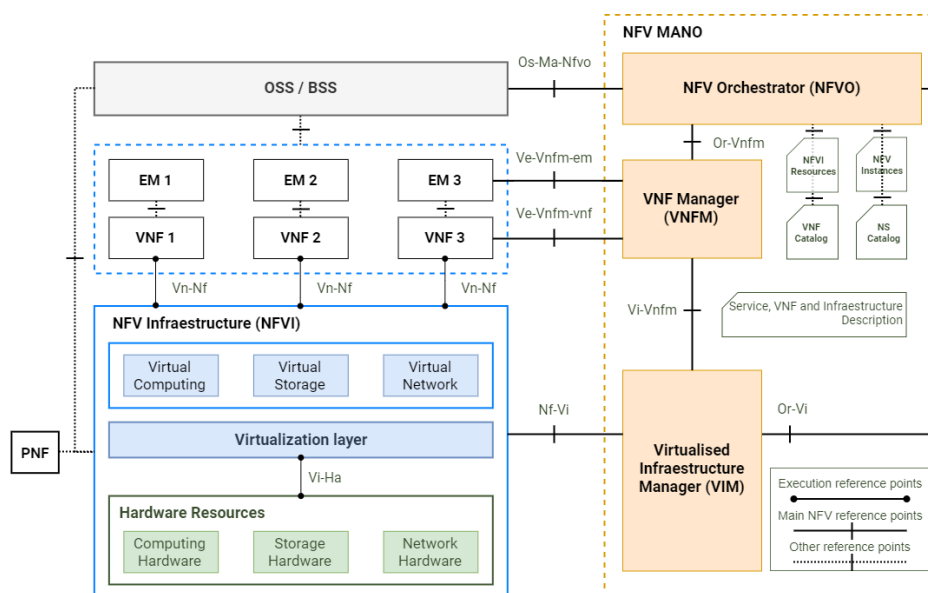 NFV MANO
Os-Ma-Nfvo
OSS / BSS
NFV Orchestrator (NFVO)
Or-Vnfm
NFVI
Resources
NFV
Instances
Ve-Vnfm-em
EM 1
EM 2
EM 3
VNF Manager
(VNFM)
Ve-Vnfm-vnf
VNF 1
VNF 2
VNF 3
VNF
Catalog
NS
Catalog
Vn-Nf
Vn-Nf
Vn-Nf
Vi-Vnfm
Service, VNF and Infraestructure
Description
NFV Infraestructure (NFVI)
Virtual
Computing
Virtual
Storage
Virtual
Network
Nf-Vi
Or-Vi
Virtualization layer
PNF
Virtualised
Infraestructure
Manager (VIM)
Vi-Ha
Execution reference points
Main NFV reference points
Other reference points
Hardware Resources
Computing
Hardware
Storage
Hardware
Network
Hardware